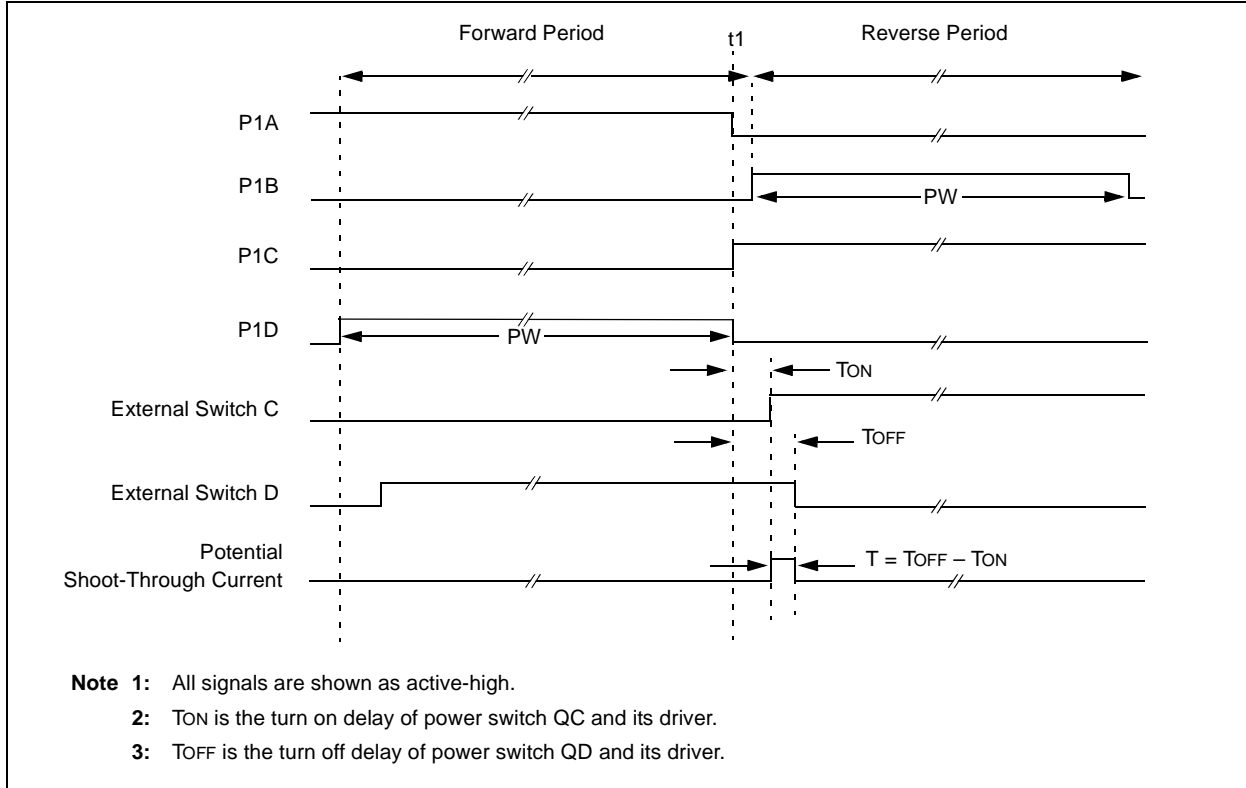 Forward Period
t1
Reverse Period
P1A
P1B
PW
P1C
P1D
PW
TON
External Switch C
TOFF
External Switch D
Potential
Shoot-Through Current
T = TOFF – TON
Note 1: All signals are shown as active-high.
2: TON is the turn on delay of power switch QC and its driver.
3: TOFF is the turn off delay of power switch QD and its driver.